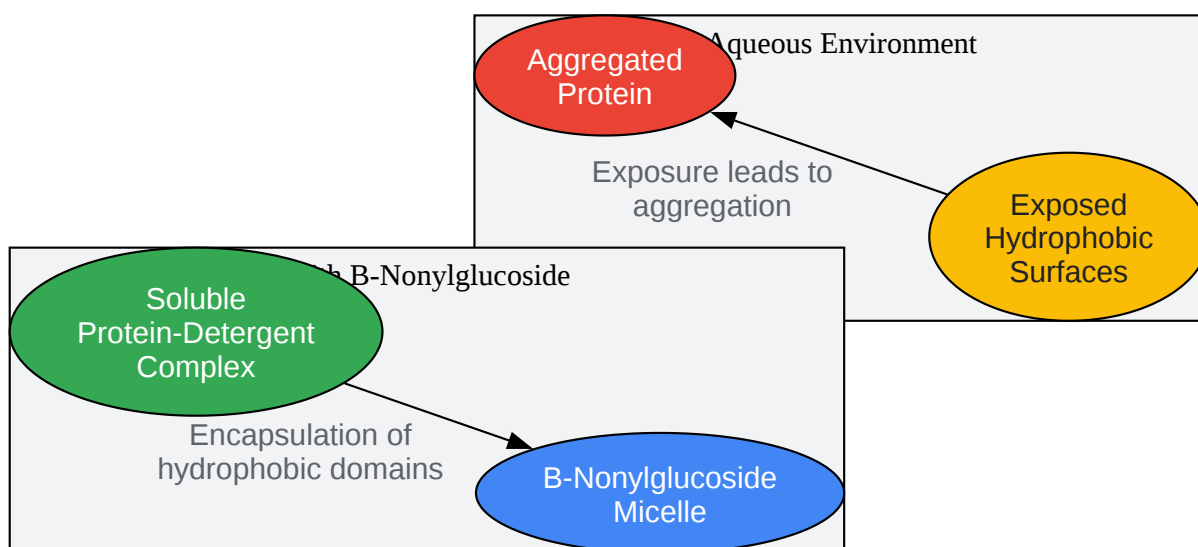 Aqueous Environment
Aggregated
Protein
Exposure leads to
aggregation
Exposed
Hydrophobic
Surfaces
B-Nonylglucoside
Soluble
Protein-Detergent
Complex
Encapsulation of
hydrophobic domains
B-Nonylglucoside
Micelle